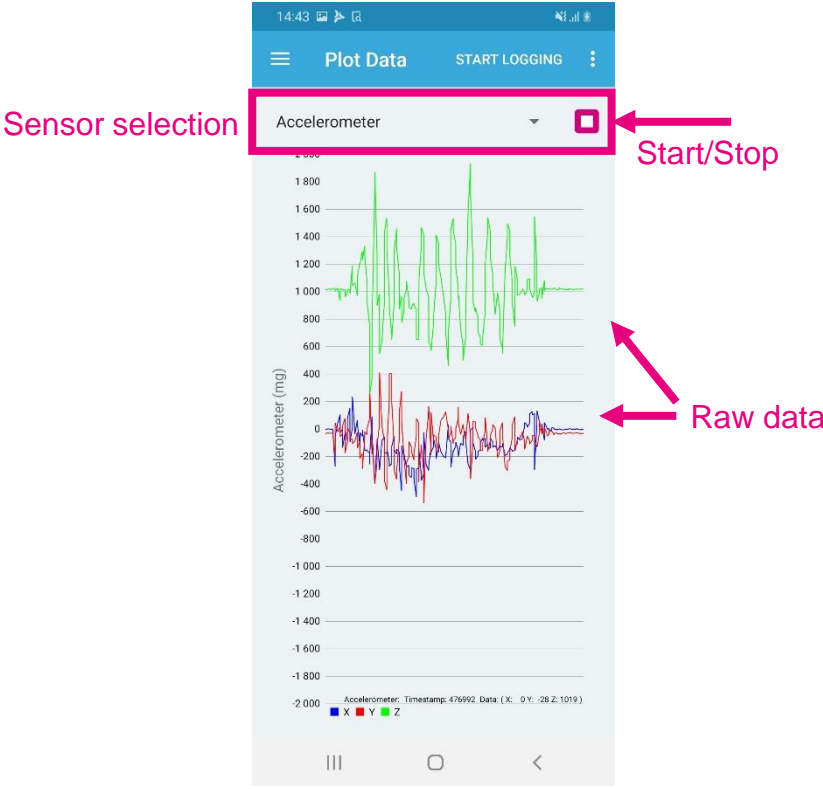 14:43
Plot Data START LOGGING
Sensor selection
Accelerometer
Start/Stop
1 800
1 600
1 400
1 200
1 000
800
600
400
200
0
-200
-400
-600
-800
-1 000
-1 200
-1 400
-1 600
-1 800
-2 000
Accelerometer (mg)
Raw data
Accelerometer: Timestamp: 476992 Data: ( X: 0 Y: -28 Z: 1019 )
X Y Z